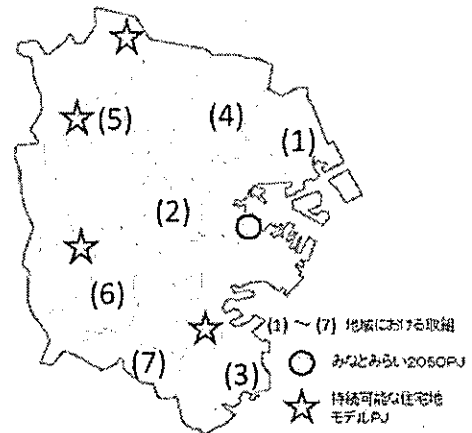 (5)
(4)
(1)
(2)
(6)
(7)
(3)
(1)～(7) 地域における取組
みなとみらい2050PJ
持続可能な住宅地
モデルPJ